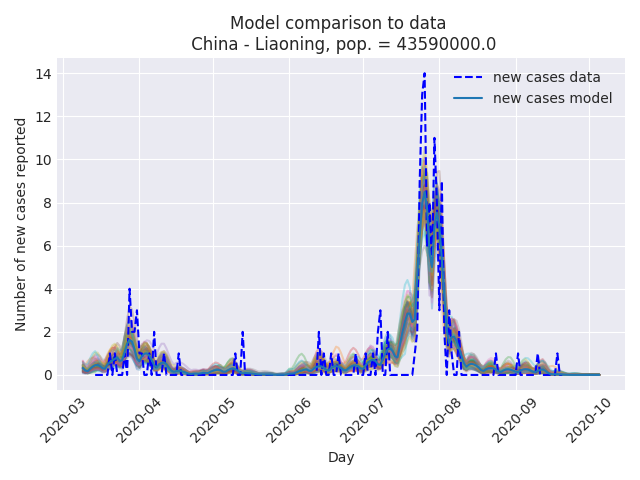 Model comparison to data
China - Liaoning, pop. = 43590000.0
new cases data
new cases model
Number of new cases reported
14
12
10
8
6
4
2
0
2020-03
2020-04
2020-05
2020-06
2020-07
2020-08
2020-09
2020-10
Day